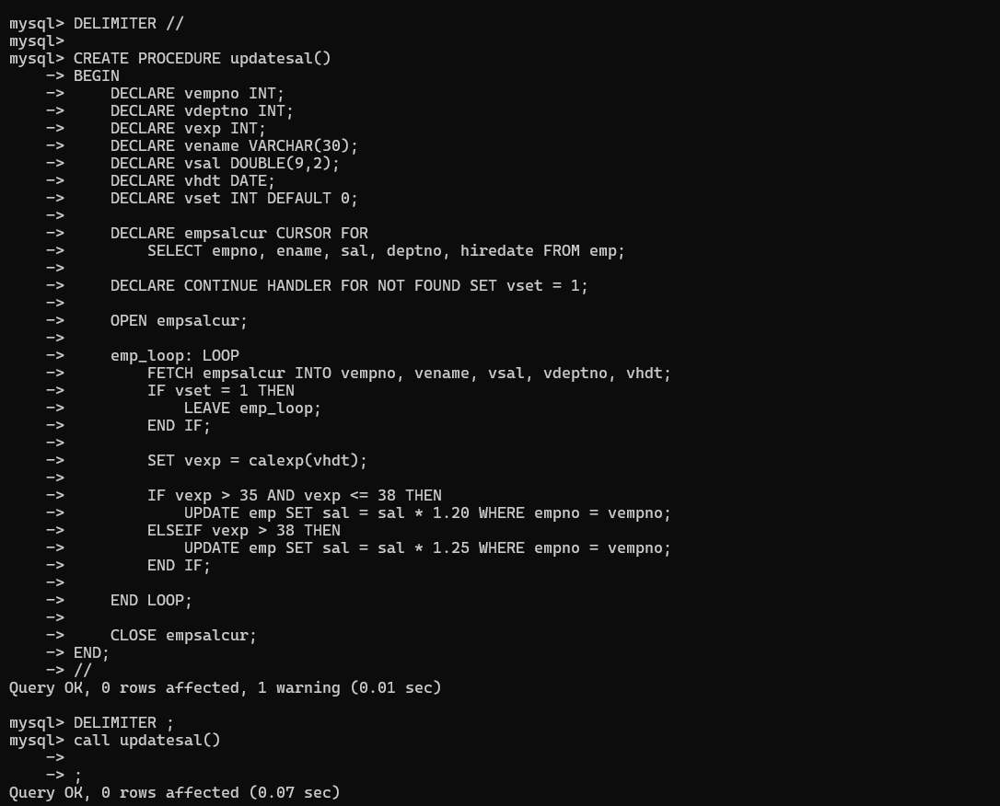 mysql> DELIMITER //
mysql>
mysql> CREATE PROCEDURE updatesal()
    -> BEGIN
    ->     DECLARE vempno INT;
    ->     DECLARE vdeptno INT;
    ->     DECLARE vexp INT;
    ->     DECLARE vename VARCHAR(30);
    ->     DECLARE vsal DOUBLE(9,2);
    ->     DECLARE vhdt DATE;
    ->     DECLARE vset INT DEFAULT 0;
    ->
    ->     DECLARE empsalcur CURSOR FOR
    ->         SELECT empno, ename, sal, deptno, hiredate FROM emp;
    ->
    ->     DECLARE CONTINUE HANDLER FOR NOT FOUND SET vset = 1;
    ->
    ->     OPEN empsalcur;
    ->
    ->     emp_loop: LOOP
    ->         FETCH empsalcur INTO vempno, vename, vsal, vdeptno, vhdt;
    ->         IF vset = 1 THEN
    ->             LEAVE emp_loop;
    ->         END IF;
    ->
    ->         SET vexp = calexp(vhdt);
    ->
    ->         IF vexp > 35 AND vexp <= 38 THEN
    ->             UPDATE emp SET sal = sal * 1.20 WHERE empno = vempno;
    ->         ELSEIF vexp > 38 THEN
    ->             UPDATE emp SET sal = sal * 1.25 WHERE empno = vempno;
    ->         END IF;
    ->
    ->     END LOOP;
    ->
    ->     CLOSE empsalcur;
    -> END;
    -> //
Query OK, 0 rows affected, 1 warning (0.01 sec)

mysql> DELIMITER ;
mysql> call updatesal()
    ->
    -> ;
Query OK, 0 rows affected (0.07 sec)